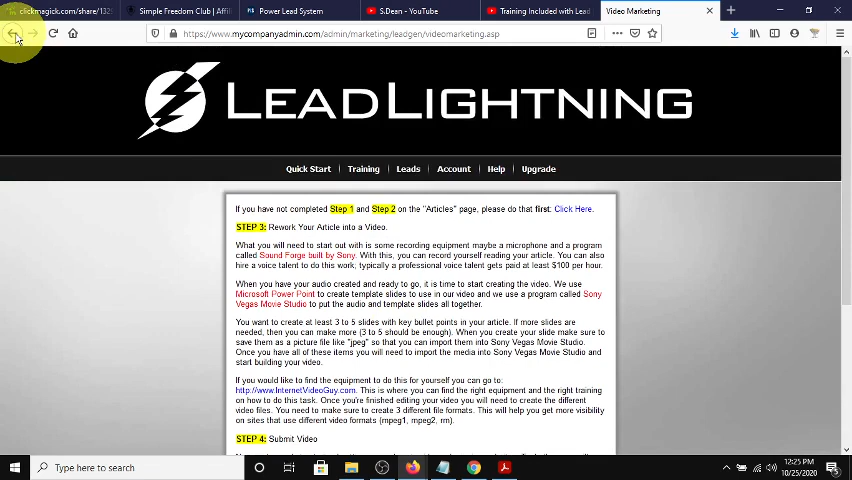 clickmagick.com/share/1325
Simple Freedom Club | Affili
Power Lead System
S.Dean - YouTube
Training Included with Lead
Video Marketing
https://www.mycompanyadmin.com/admin/marketing/leadgen/videomarketing.asp
LEADLIGHTNING
Quick Start Training Leads Account Help Upgrade
If you have not completed Step 1 and Step 2 on the "Articles" page, please do that first: Click Here.
STEP 3: Rework Your Article into a Video.
What you will need to start out with is some recording equipment maybe a microphone and a program
called Sound Forge built by Sony. With this, you can record yourself reading your article. You can also
hire a voice talent to do this work; typically a professional voice talent gets paid at least $100 per hour.
When you have your audio created and ready to go, it is time to start creating the video. We use
Microsoft Power Point to create template slides to use in our video and we use a program called Sony
Vegas Movie Studio to put the audio and template slides all together.
You want to create at least 3 to 5 slides with key bullet points in your article. If more slides are
needed, then you can make more (3 to 5 should be enough). When you create your slide make sure to
save them as a picture file like "jpeg" so that you can import them into Sony Vegas Movie Studio.
Once you have all of these items you will need to import the media into Sony Vegas Movie Studio and
start building your video.
If you would like to find the equipment to do this for yourself you can go to:
http://www.InternetVideoGuy.com. This is where you can find the right equipment and the right training
on how to do this task. Once you're finished editing your video you will need to create the different
video files. You need to make sure to create 3 different file formats. This will help you get more visibility
on sites that use different video formats (mpeg1, mpeg2, rm).
STEP 4: Submit Video
Type here to search
12:25 PM
10/25/2020